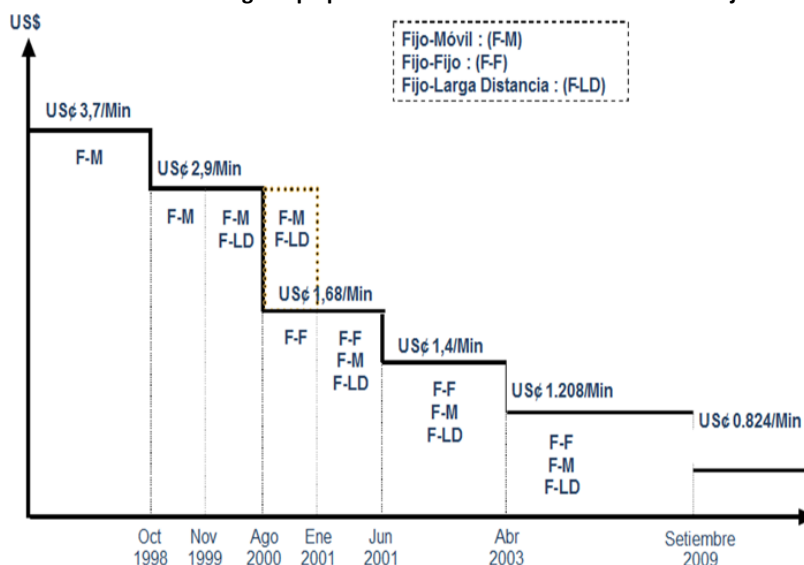 US$
Fijo-Móvil : (F-M)
Fijo-Fijo : (F-F)
Fijo-Larga Distancia : (F-LD)
US¢ 3,7/Min
F-M
US¢ 2,9/Min
F-M
F-M
F-LD
F-M
F-LD
US¢ 1,68/Min
F-F
F-F
F-M
F-LD
US¢ 1,4/Min
F-F
F-M
F-LD
US¢ 1.208/Min
F-F
F-M
F-LD
US¢ 0.824/Min
Oct
1998
Nov
1999
Ago
2000
Ene
2001
Jun
2001
Abr
2003
Setiembre
2009